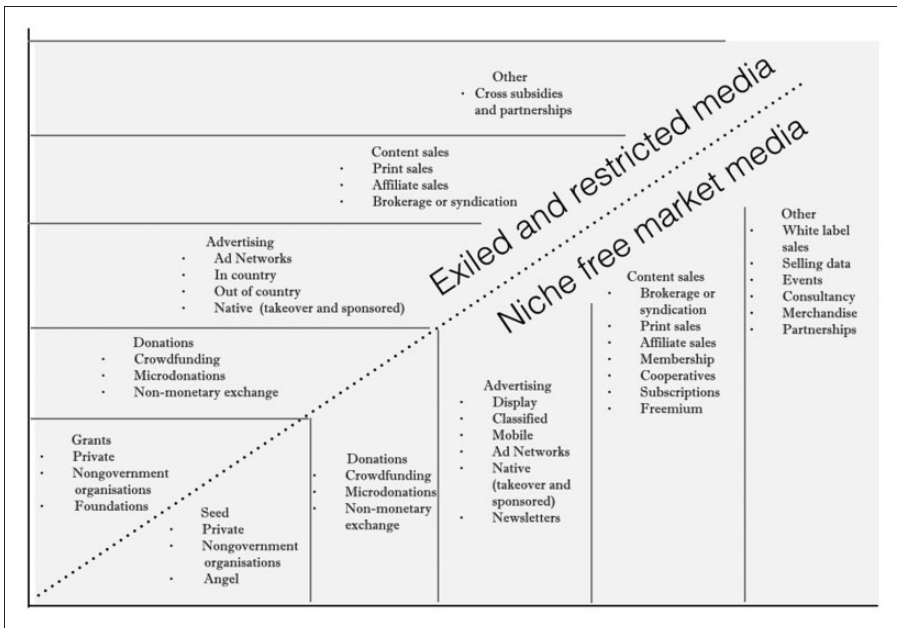 Other
· Cross subsidies
and partnerships
Content sales
· Print sales
· Affiliate sales
· Brokerage or syndication
Advertising
· Ad Networks
· In country
· Out of country
· Native (takeover and sponsored)
Donations
· Crowdfunding
· Microdonations
· Non-monetary exchange
Grants
· Private
· Nongovernment
organisations
· Foundations
Exiled and restricted media
Niche free market media
Seed
· Private
· Nongovernment
organisations
· Angel
Donations
· Crowdfunding
· Microdonations
· Non-monetary
exchange
Advertising
· Display
· Classified
· Mobile
· Ad Networks
· Native
(takeover and
sponsored)
· Newsletters
Content sales
· Brokerage or
syndication
· Print sales
· Affiliate sales
· Membership
· Cooperatives
· Subscriptions
· Freemium
Other
· White label
sales
· Selling data
· Events
· Consultancy
· Merchandise
· Partnerships